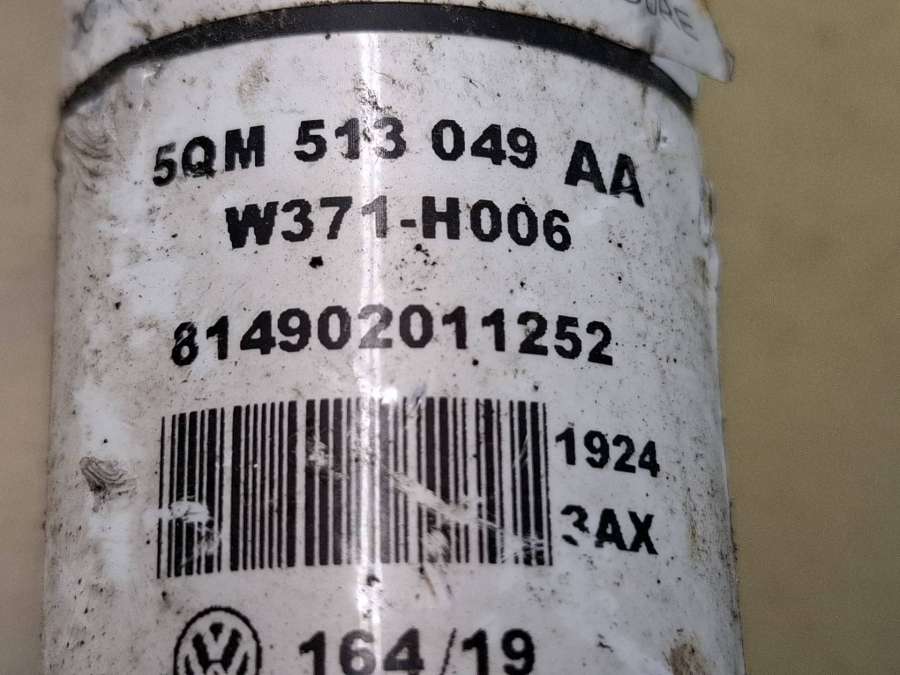 5QM 513 049 AA
W371-H006
814902011252
1924
3AX
164/19